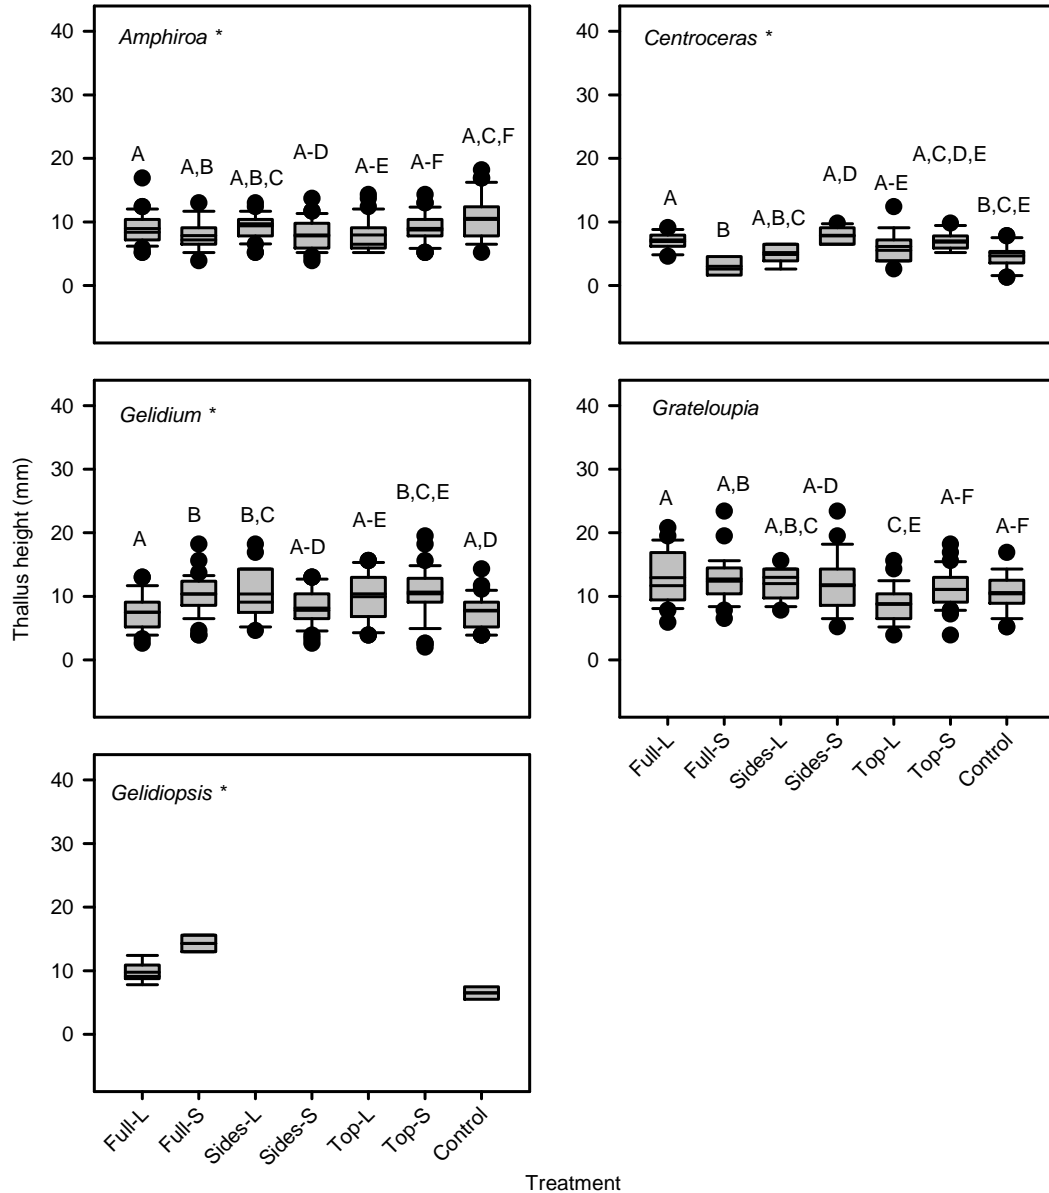 Amphiroa *
40
30
20
10
0
A
A,B
A,B,C
A-D
A-E
A-F
A,C,F
Centroceras *
40
30
20
10
0
A
B
A,B,C
A,D
A-E
A,C,D,E
B,C,E
Thallus height (mm)
Gelidium *
40
30
20
10
0
A
B
B,C
A-D
A-E
B,C,E
A,D
Grateloupia
40
30
20
10
0
A
A,B
A,B,C
A-D
C,E
A-F
A-F
Full-L
Full-S
Sides-L
Sides-S
Top-L
Top-S
Control
Gelidiopsis *
40
30
20
10
0
Full-L
Full-S
Sides-L
Sides-S
Top-L
Top-S
Control
Treatment